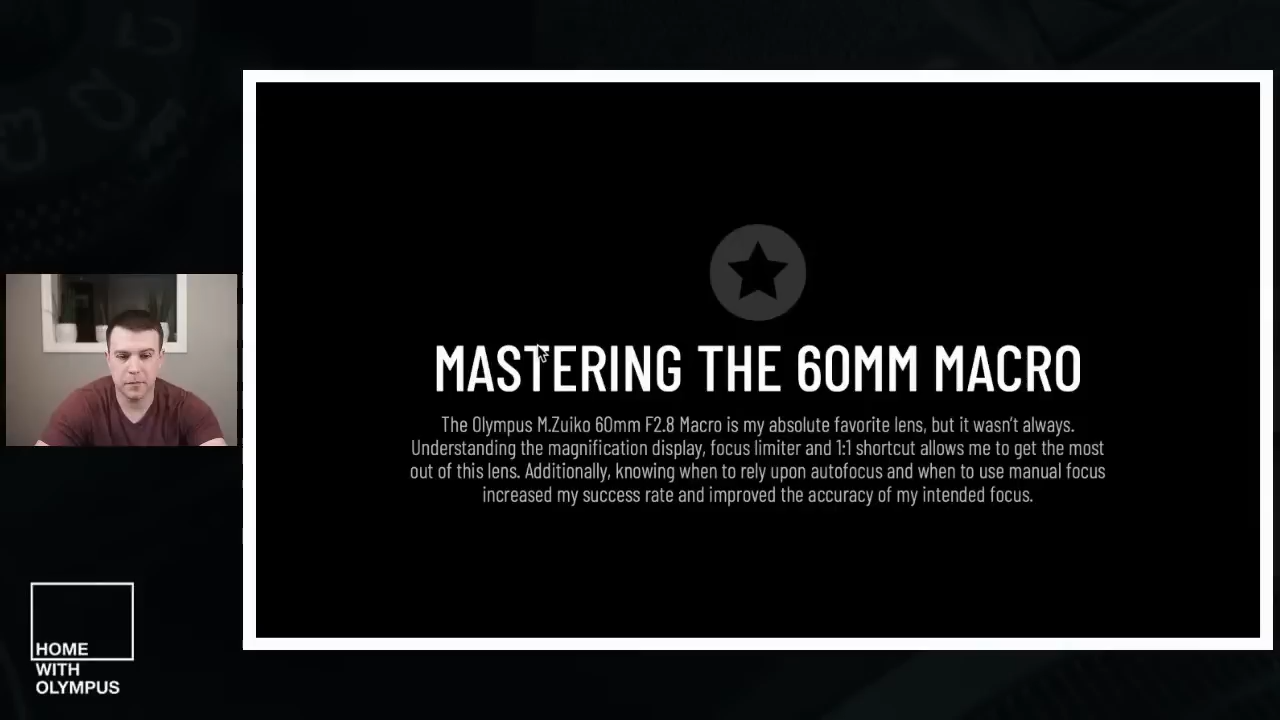 MASTERING THE 60MM MACRO
The Olympus M.Zuiko 60mm F2.8 Macro is my absolute favorite lens, but it wasn't always.
Understanding the magnification display, focus limiter and 1:1 shortcut allows me to get the most
out of this lens. Additionally, knowing when to rely upon autofocus and when to use manual focus
increased my success rate and improved the accuracy of my intended focus.
HOME
WITH
OLYMPUS